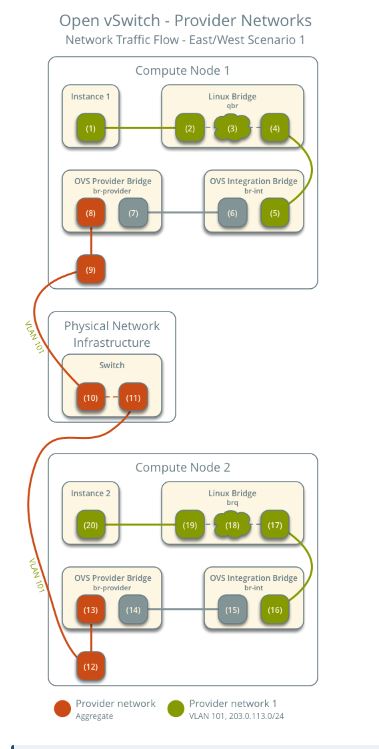 Open vSwitch - Provider Networks
Network Traffic Flow - East/West Scenario 1
Compute Node 1
Instance 1
Linux Bridge
qbr
(1)
(2)
(3)
(4)
OVS Provider Bridge
br-provider
OVS Integration Bridge
br-int
(8)
(7)
(6)
(5)
(9)
VLAN 101
Physical Network
Infrastructure
Switch
(10)
(11)
VLAN 101
Compute Node 2
Instance 2
Linux Bridge
brq
(20)
(19)
(18)
(17)
OVS Provider Bridge
br-provider
OVS Integration Bridge
br-int
(13)
(14)
(15)
(16)
(12)
Provider network
Aggregate
Provider network 1
VLAN 101, 203.0.113.0/24